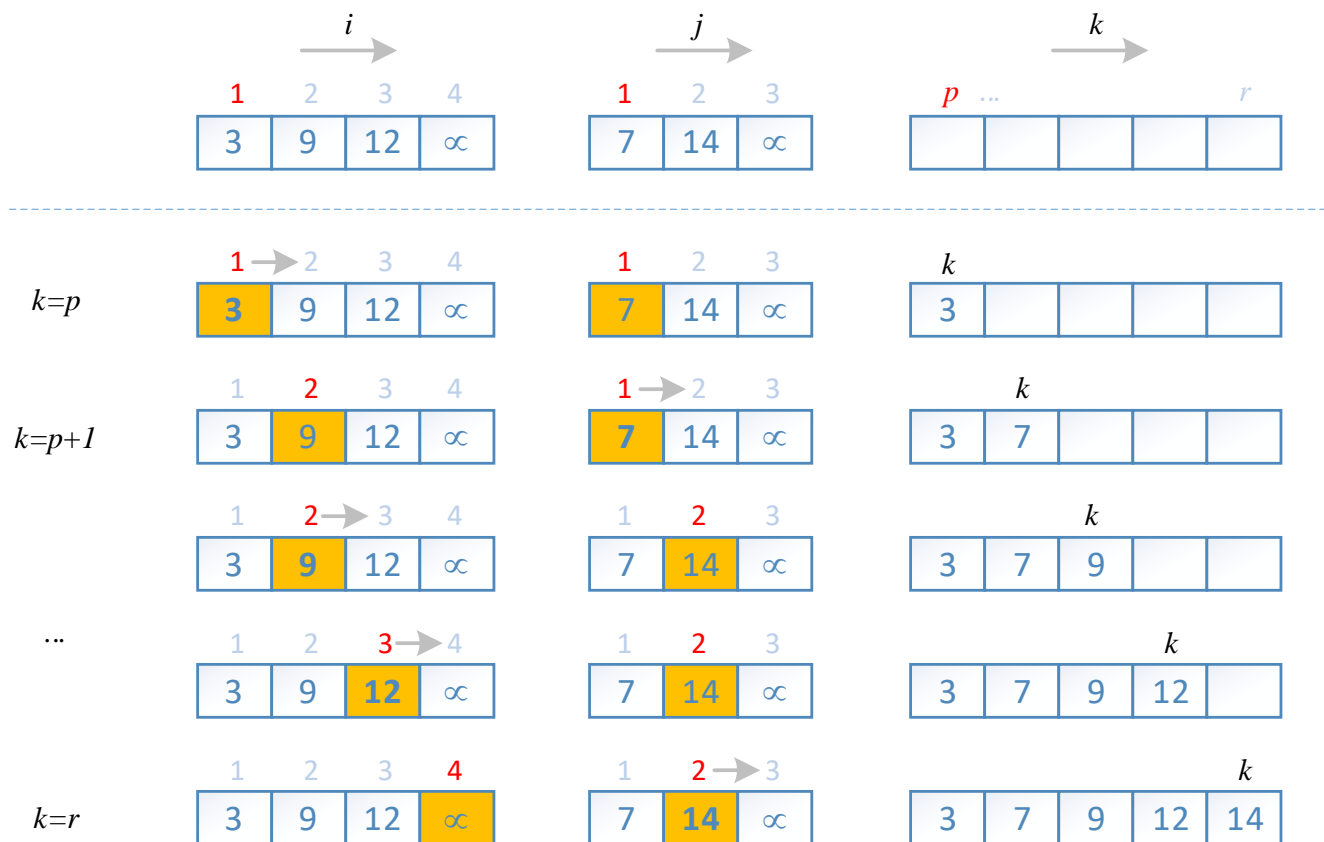 i j k
1 2 3 4 1 2 3 p ... r
3 9 12 ∝ 7 14 ∝
1 2 3 4 1 2 3 k
k=p 3 9 12 ∝ 7 14 ∝ 3
1 2 3 4 1 2 3 k
k=p+1 3 9 12 ∝ 7 14 ∝ 3 7
1 2 3 4 1 2 3 k
3 9 12 ∝ 7 14 ∝ 3 7 9
... 1 2 3 4 1 2 3 k
3 9 12 ∝ 7 14 ∝ 3 7 9 12
1 2 3 4 1 2 3 k
k=r 3 9 12 ∝ 7 14 ∝ 3 7 9 12 14